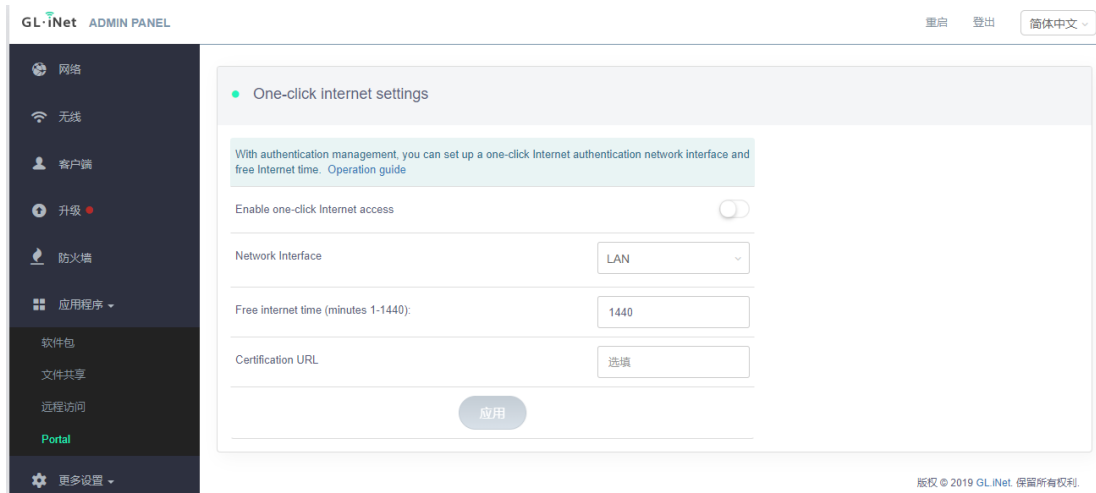 GL·iNet ADMIN PANEL
重启 登出 简体中文
网络
无线
客户端
升级
防火墙
应用程序
软件包
文件共享
远程访问
Portal
更多设置
One-click internet settings
With authentication management, you can set up a one-click Internet authentication network interface and
free Internet time. Operation guide
Enable one-click Internet access
Network Interface LAN
Free internet time (minutes 1-1440): 1440
Certification URL 选填
应用
版权 © 2019 GL.iNet. 保留所有权利.